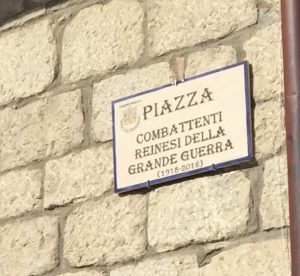 PIAZZA
COMBATTENTI
REINESI DELLA
GRANDE GUERRA
(1918-2018)